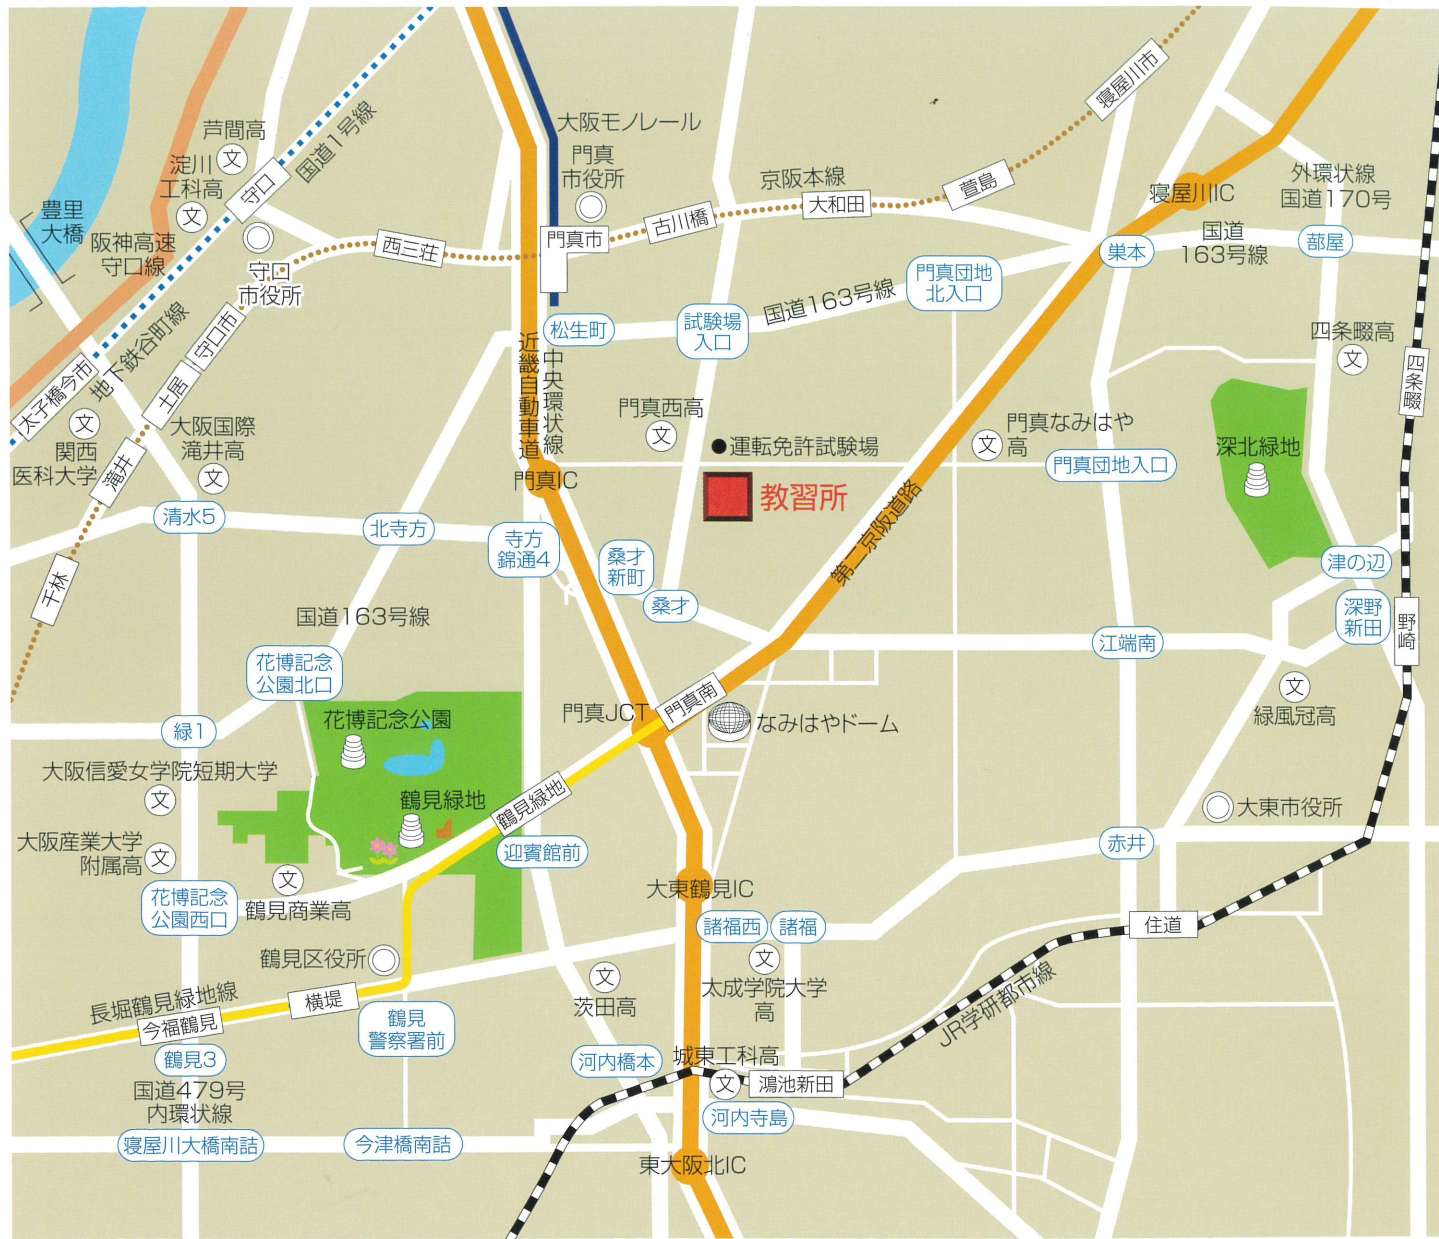 芦間高
淀川
工科高
守口
国道1号線
豊里
大橋
阪神高速
守口線
守口
市役所
西三荘
大阪モノレール
門真
市役所
門真市
古川橋
京阪本線
大和田
萱島
寝屋川市
寝屋川IC
外環状線
国道170号
巣本
国道
163号線
蔀屋
門真団地
北入口
国道163号線
試験場
入口
松生町
近畿自動車道
中央環状線
四条畷高
四条畷
太子橋今市
地下鉄谷町線
土居
守口市
関西
医科大学
滝井
大阪国際
滝井高
門真西高
運転免許試験場
門真なみはや
高
門真団地入口
深北緑地
門真IC
教習所
第二京阪道路
清水5
北寺方
寺方
錦通4
桑才
新町
桑才
千林
国道163号線
津の辺
深野
新田
野崎
江端南
花博記念
公園北口
花博記念公園
門真JCT
門真南
なみはやドーム
緑風冠高
緑1
大阪信愛女学院短期大学
鶴見緑地
鶴見緑地
大東市役所
大阪産業大学
附属高
迎賓館前
赤井
花博記念
公園西口
鶴見商業高
大東鶴見IC
諸福西
諸福
住道
鶴見区役所
茨田高
太成学院大学
高
長堀鶴見緑地線
今福鶴見
横堤
鶴見
警察署前
JR学研都市線
鶴見3
国道479号
内環状線
河内橋本
城東工科高
鴻池新田
河内寺島
寝屋川大橋南詰
今津橋南詰
東大阪北IC
文
文
文
文
文
文
文
文
文
文
文
文
文
文